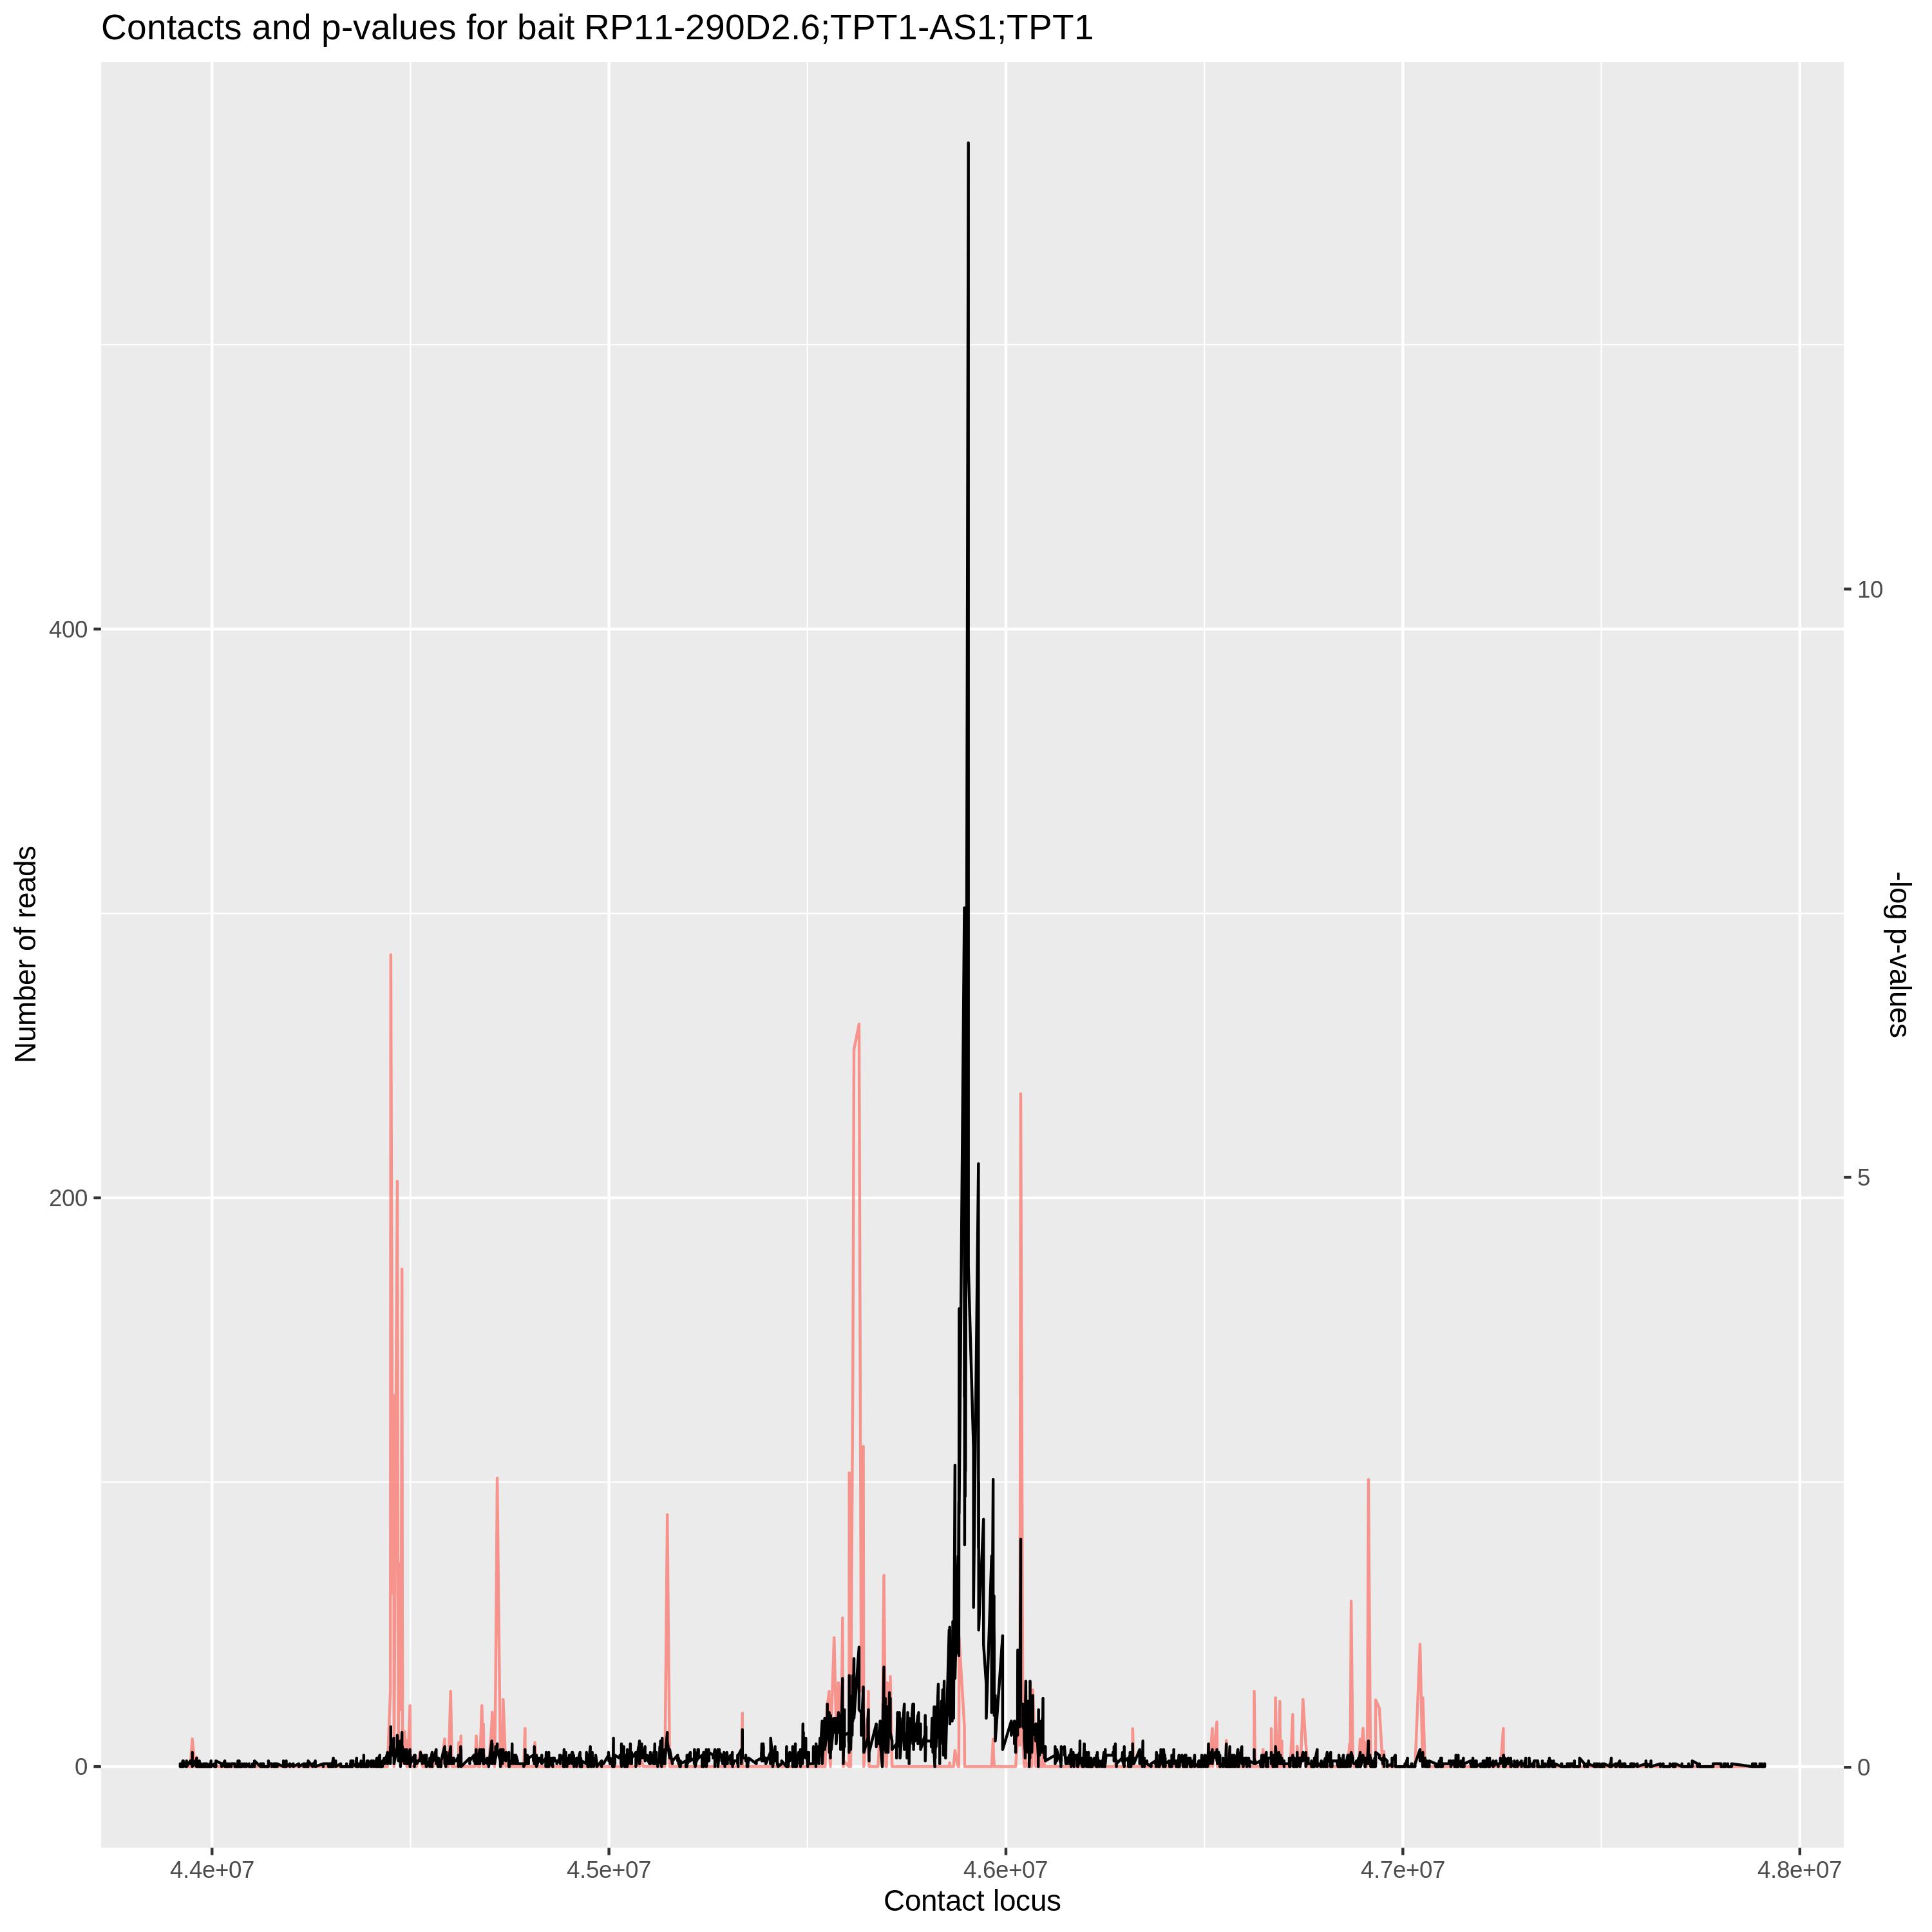 Contacts and p-values for bait RP11-290D2.6;TPT1-AS1;TPT1
Number of reads
400
200
0
10
5
0
-log p-values
4.4e+07
4.5e+07
4.6e+07
4.7e+07
4.8e+07
Contact locus